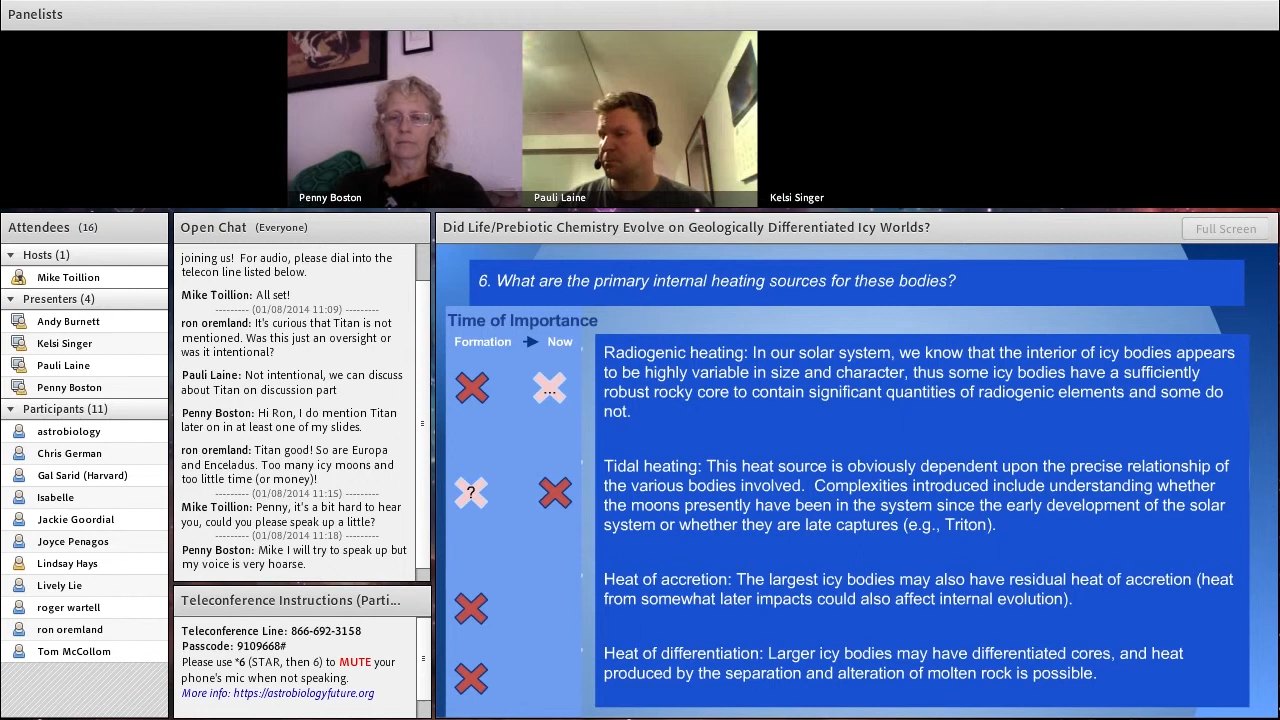 Panelists
Penny Boston
Pauli Laine
Kelsi Singer
Attendees (16)
Hosts (1)
Mike Toillion
Presenters (4)
Andy Burnett
Kelsi Singer
Pauli Laine
Penny Boston
Participants (11)
astrobiology
Chris German
Gal Sarid (Harvard)
Isabelle
Jackie Goordial
Joyce Penagos
Lindsay Hays
Lively Lie
roger wartell
ron oremland
Tom McCollom
Open Chat (Everyone)
joining us! For audio, please dial into the
telecon line listed below.
Mike Toillion: All set!
--------- (01/08/2014 11:09) ---------
ron oremland: It's curious that Titan is not
mentioned. Was this just an oversight or
was it intentional?
Pauli Laine: Not intentional, we can discuss
about Titan on discussion part
Penny Boston: Hi Ron, I do mention Titan
later on in at least one of my slides.
ron oremland: Titan good! So are Europa
and Enceladus. Too many icy moons and
too little time (or money)!
--------- (01/08/2014 11:15) ---------
Mike Toillion: Penny, it's a bit hard to hear
you, could you please speak up a little?
--------- (01/08/2014 11:18) ---------
Penny Boston: Mike I will try to speak up but
my voice is very hoarse.
Teleconference Instructions (Parti...
Teleconference Line: 866-692-3158
Passcode: 9109668#
Please use *6 (STAR, then 6) to MUTE your
phone's mic when not speaking.
More info: https://astrobiologyfuture.org
Did Life/Prebiotic Chemistry Evolve on Geologically Differentiated Icy Worlds?
Full Screen
6. What are the primary internal heating sources for these bodies?
Time of Importance
Formation Now
...
Radiogenic heating: In our solar system, we know that the interior of icy bodies appears
to be highly variable in size and character, thus some icy bodies have a sufficiently
robust rocky core to contain significant quantities of radiogenic elements and some do
not.
?
Tidal heating: This heat source is obviously dependent upon the precise relationship of
the various bodies involved.  Complexities introduced include understanding whether
the moons presently have been in the system since the early development of the solar
system or whether they are late captures (e.g., Triton).
Heat of accretion: The largest icy bodies may also have residual heat of accretion (heat
from somewhat later impacts could also affect internal evolution).
Heat of differentiation: Larger icy bodies may have differentiated cores, and heat
produced by the separation and alteration of molten rock is possible.